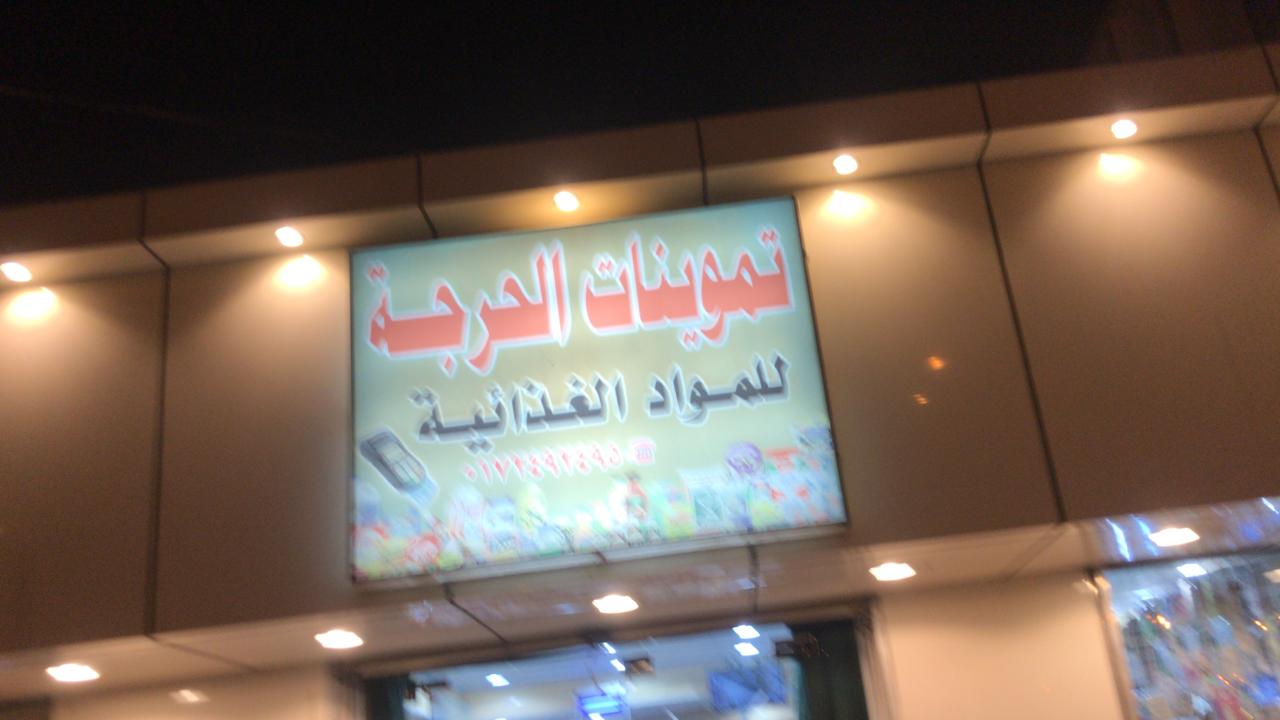 تموينات الحرجة
للمواد الغذائية